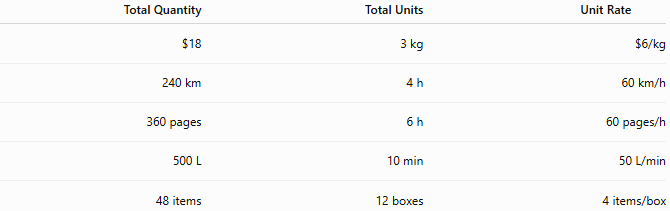 Total Quantity Total Units Unit Rate
$18 3 kg $6/kg
240 km 4 h 60 km/h
360 pages 6 h 60 pages/h
500 L 10 min 50 L/min
48 items 12 boxes 4 items/box